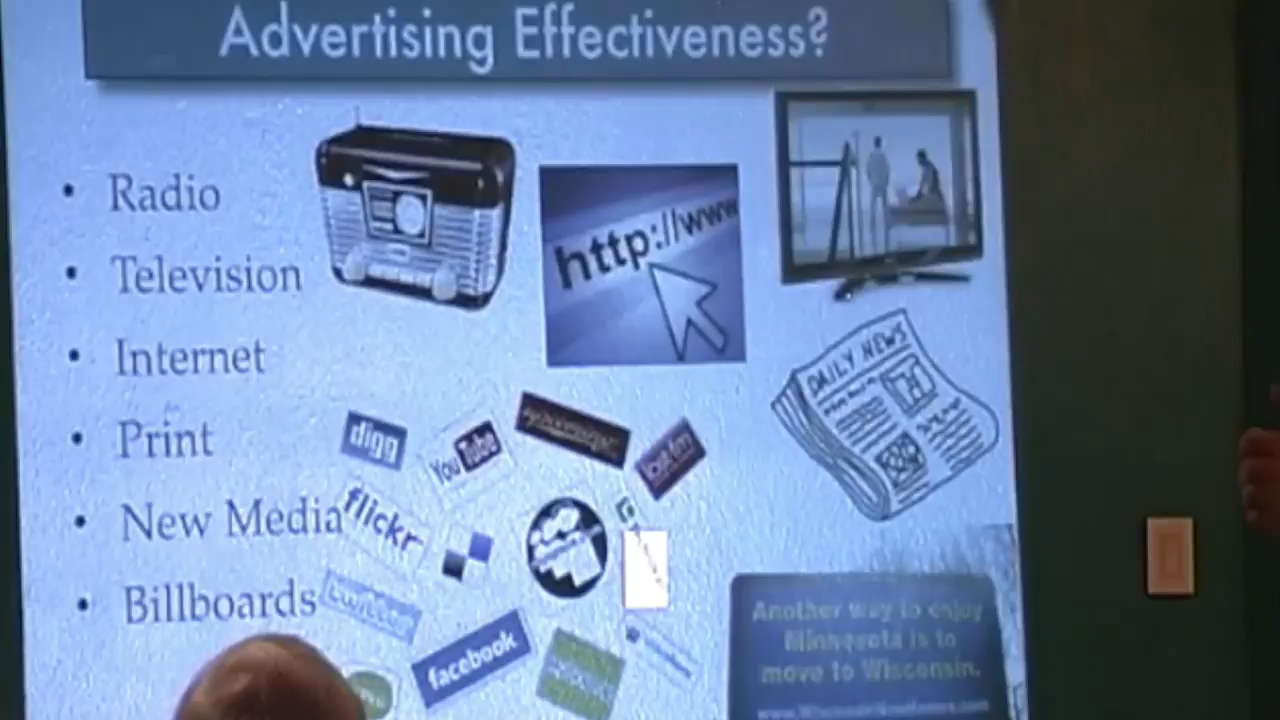 Advertising Effectiveness?
Radio
Television
Internet
Print
New Media
Billboards
http://www
DAILY NEWS
digg
YouTube
flickr
twitter
facebook
Another way to enjoy
Minnesota is to
move to Wisconsin.